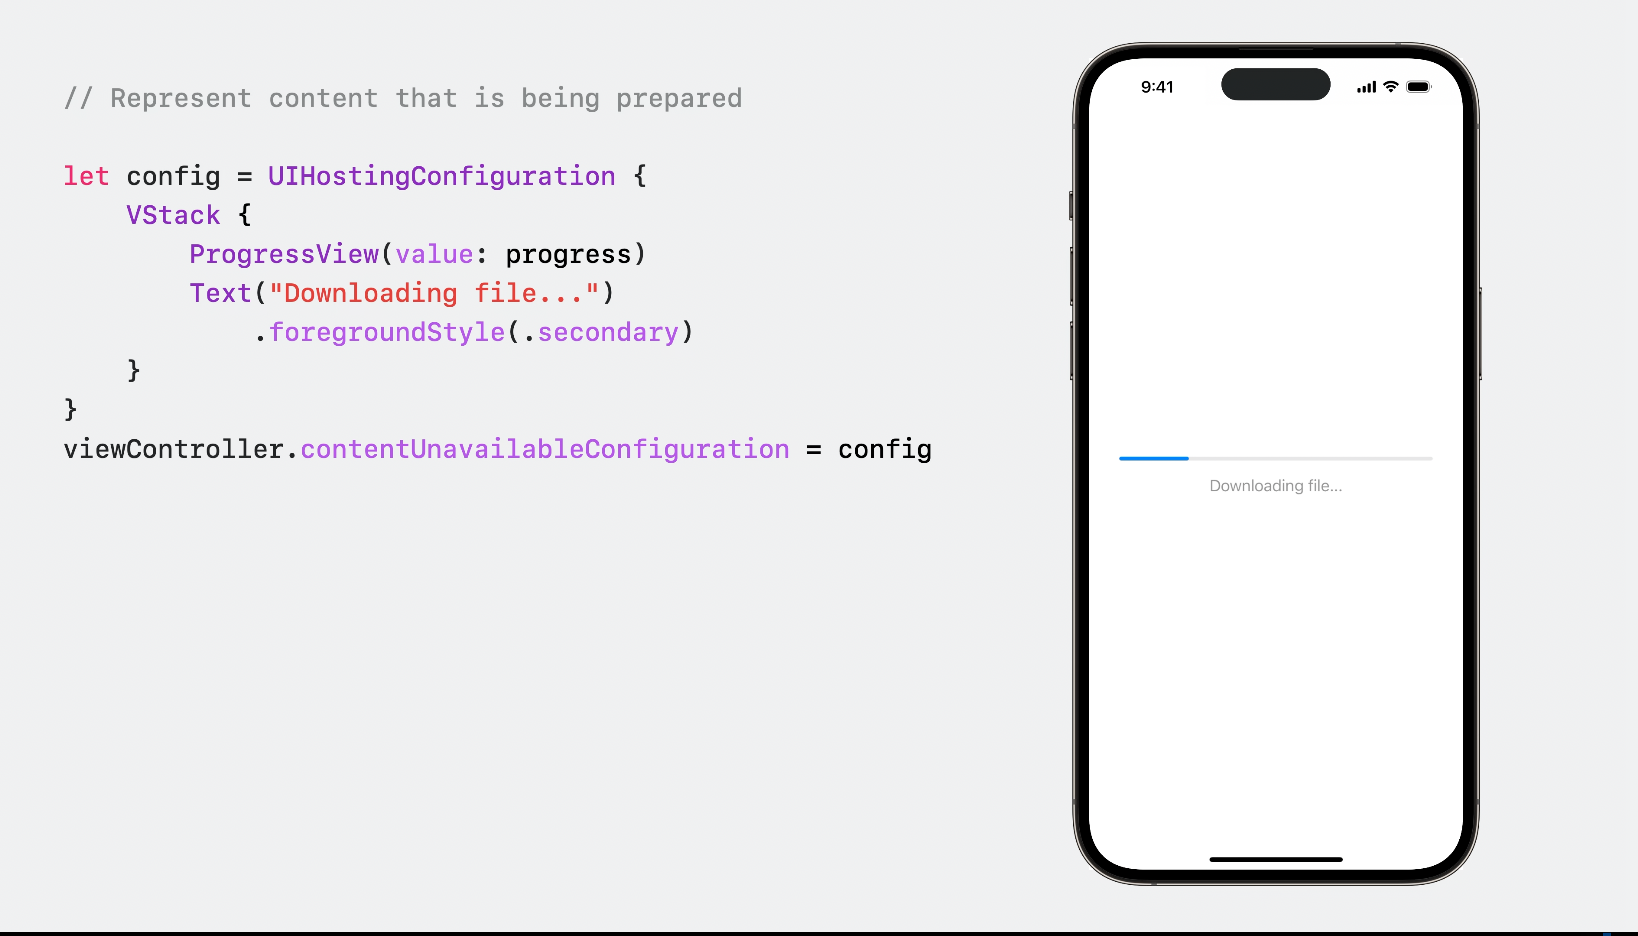 // Represent content that is being prepared
let config = UIHostingConfiguration {
    VStack {
        ProgressView(value: progress)
        Text("Downloading file...")
            .foregroundStyle(.secondary)
    }
}
viewController.contentUnavailableConfiguration = config
9:41
Downloading file...